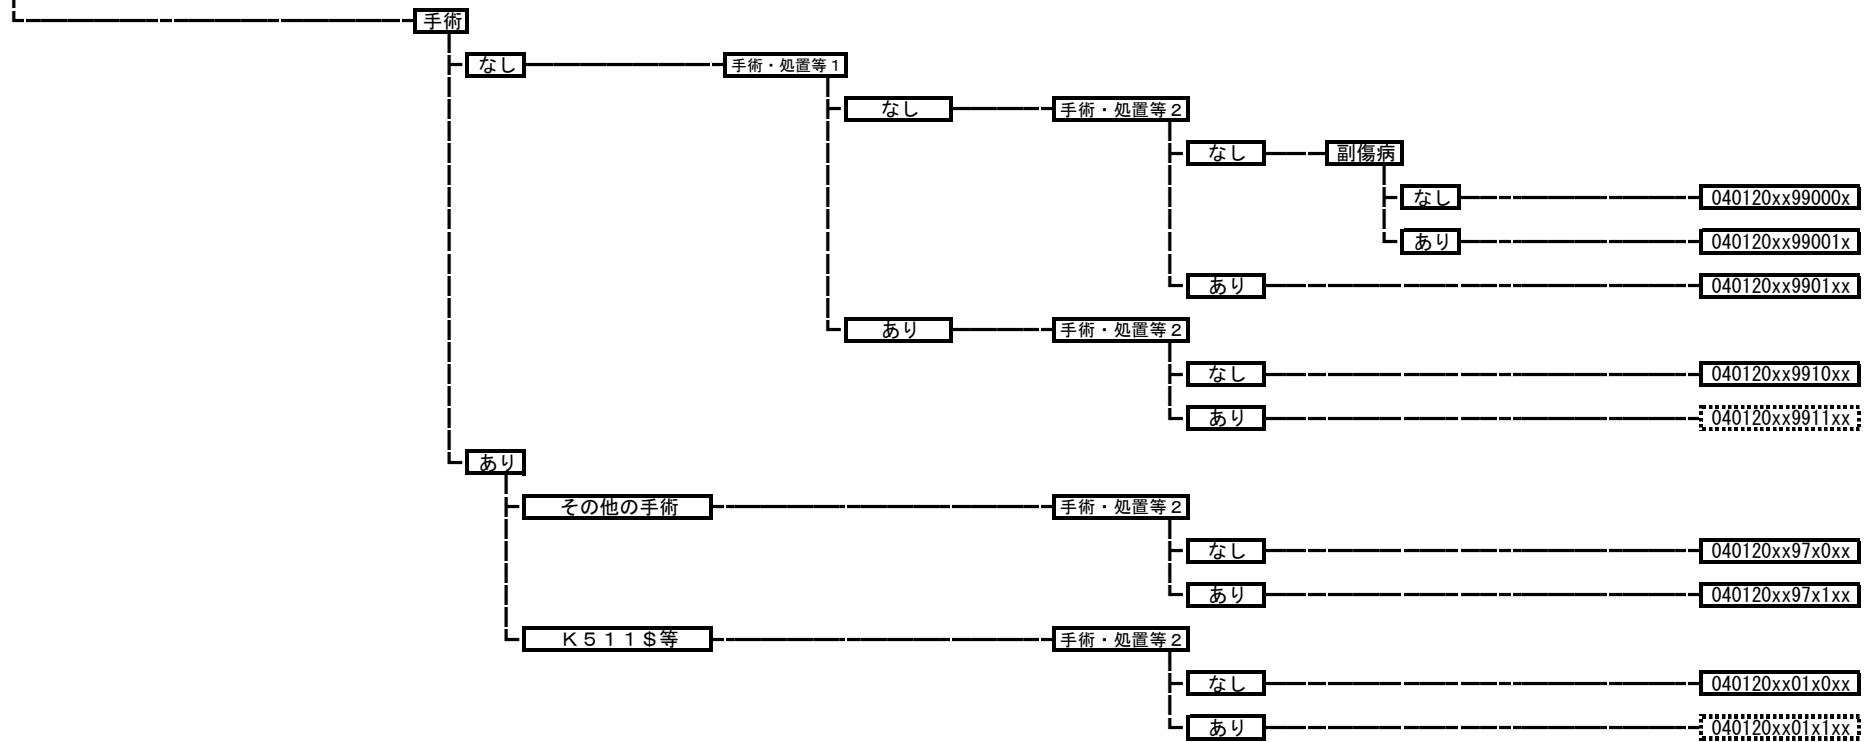 手術
なし 手術・処置等1
なし 手術・処置等2
なし 副傷病
なし 040120xx99000x
あり 040120xx99001x
あり 040120xx9901xx
あり 手術・処置等2
なし 040120xx9910xx
あり 040120xx9911xx
あり
その他の手術 手術・処置等2
なし 040120xx97x0xx
あり 040120xx97x1xx
K511$等 手術・処置等2
なし 040120xx01x0xx
あり 040120xx01x1xx